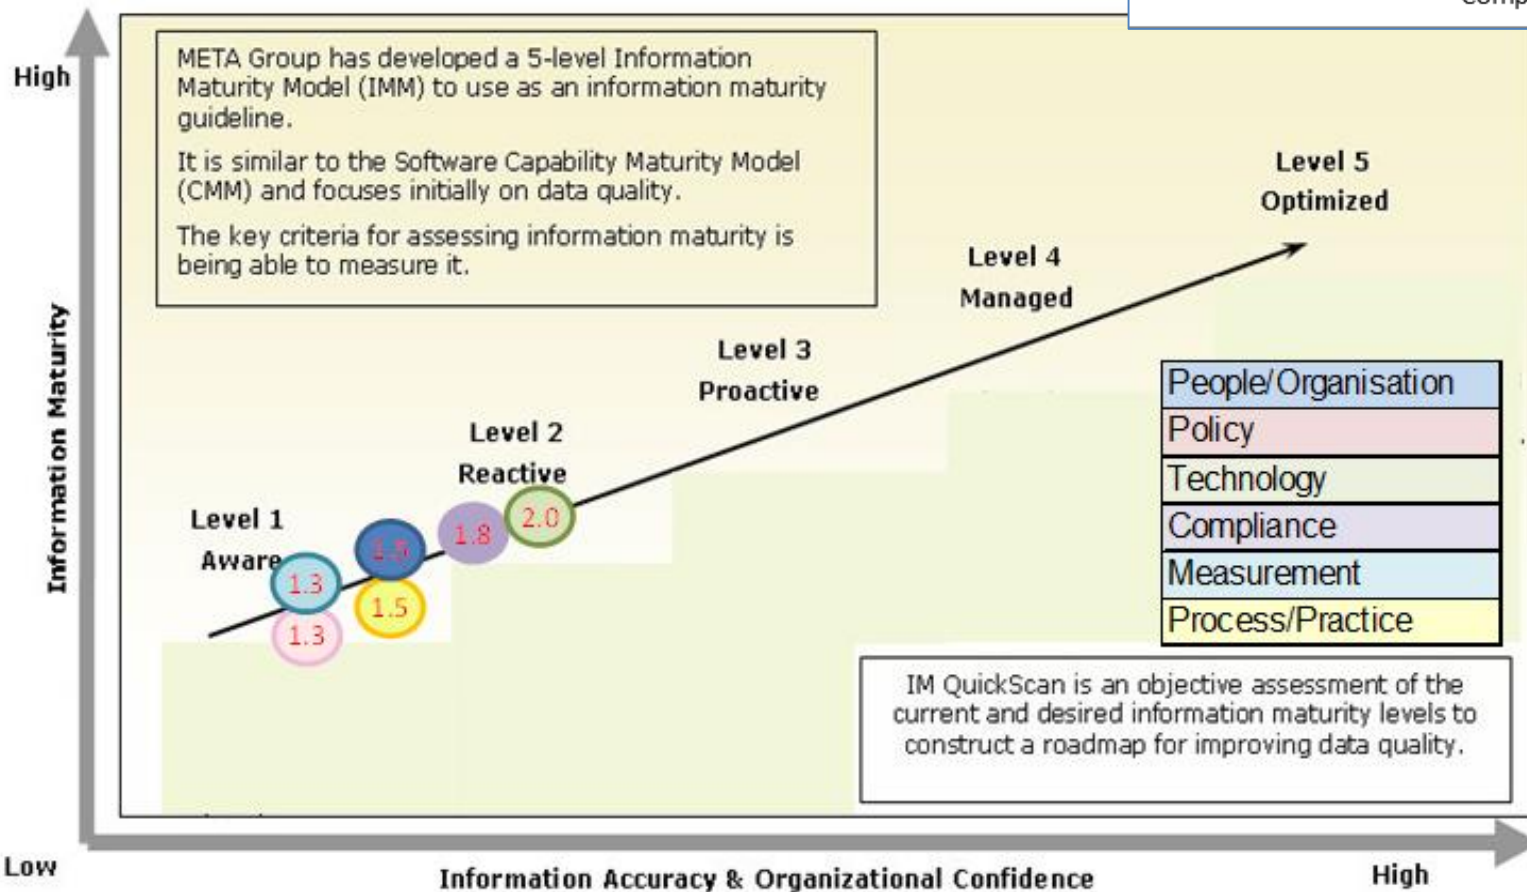 High
META Group has developed a 5-level Information
Maturity Model (IMM) to use as an information maturity
guideline.
It is similar to the Software Capability Maturity Model
(CMM) and focuses initially on data quality.
The key criteria for assessing information maturity is
being able to measure it.
Level 5
Optimized
Level 4
Managed
Level 3
Proactive
Level 2
Reactive
Level 1
Aware
1.3
1.3
1.5
1.5
1.8
2.0
People/Organisation
Policy
Technology
Compliance
Measurement
Process/Practice
IM QuickScan is an objective assessment of the
current and desired information maturity levels to
construct a roadmap for improving data quality.
Information Maturity
Low
Information Accuracy & Organizational Confidence
High